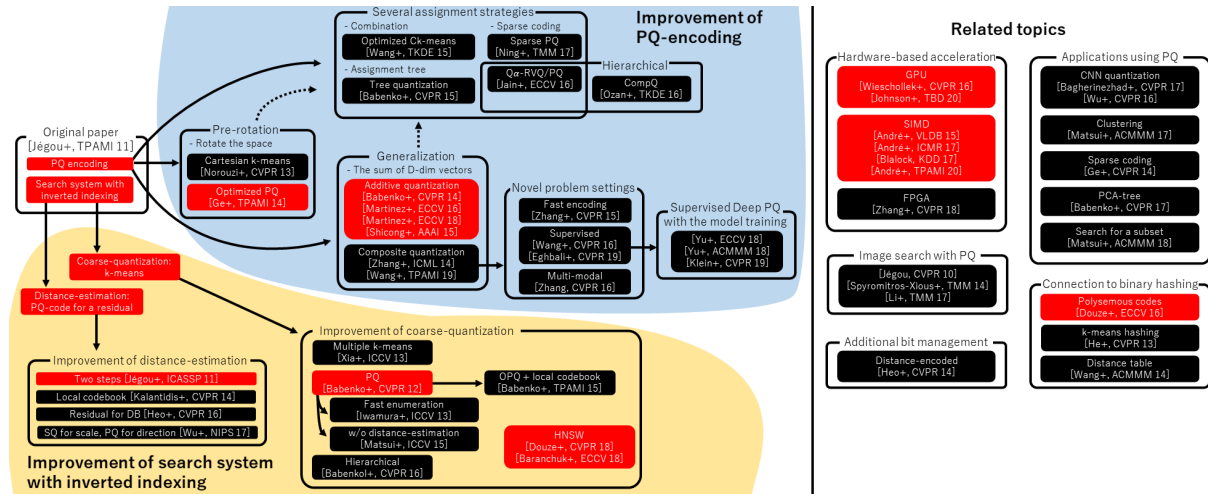 Improvement of
PQ-encoding
Several assignment strategies
- Combination
Optimized Ck-means
[Wang+, TKDE 15]
- Sparse coding
Sparse PQ
[Ning+, TMM 17]
- Assignment tree
Tree quantization
[Babenko+, CVPR 15]
Qα-RVQ/PQ
[Jain+, ECCV 16]
Hierarchical
CompQ
[Ozan+, TKDE 16]
Original paper
[Jégou+, TPAMI 11]
PQ encoding
Search system with
inverted indexing
Pre-rotation
- Rotate the space
Cartesian k-means
[Norouzi+, CVPR 13]
Optimized PQ
[Ge+, TPAMI 14]
Generalization
- The sum of D-dim vectors
Additive quantization
[Babenko+, CVPR 14]
[Martinez+, ECCV 16]
[Martinez+, ECCV 18]
[Shicong+, AAAI 15]
Composite quantization
[Zhang+, ICML 14]
[Wang+, TPAMI 19]
Novel problem settings
Fast encoding
[Zhang+, CVPR 15]
Supervised
[Wang+, CVPR 16]
[Eghbali+, CVPR 19]
Multi-modal
[Zhang, CVPR 16]
Supervised Deep PQ
with the model training
[Yu+, ECCV 18]
[Yu+, ACMMM 18]
[Klein+, CVPR 19]
Coarse-quantization:
k-means
Distance-estimation:
PQ-code for a residual
Improvement of distance-estimation
Two steps [Jégou+, ICASSP 11]
Local codebook [Kalantidis+, CVPR 14]
Residual for DB [Heo+, CVPR 16]
SQ for scale, PQ for direction [Wu+, NIPS 17]
Improvement of coarse-quantization
Multiple k-means
[Xia+, ICCV 13]
PQ
[Babenko+, CVPR 12]
OPQ + local codebook
[Babenko+, TPAMI 15]
Fast enumeration
[Iwamura+, ICCV 13]
w/o distance-estimation
[Matsui+, ICCV 15]
HNSW
[Douze+, CVPR 18]
[Baranchuk+, ECCV 18]
Hierarchical
[Babenkol+, CVPR 16]
Improvement of search system
with inverted indexing
Related topics
Hardware-based acceleration
GPU
[Wieschollek+, CVPR 16]
[Johnson+, TBD 20]
SIMD
[André+, VLDB 15]
[André+, ICMR 17]
[Blalock, KDD 17]
[André+, TPAMI 20]
FPGA
[Zhang+, CVPR 18]
Image search with PQ
[Jégou, CVPR 10]
[Spyromitros-Xious+, TMM 14]
[Li+, TMM 17]
Additional bit management
Distance-encoded
[Heo+, CVPR 14]
Applications using PQ
CNN quantization
[Bagherinezhad+, CVPR 17]
[Wu+, CVPR 16]
Clustering
[Matsui+, ACMMM 17]
Sparse coding
[Ge+, CVPR 14]
PCA-tree
[Babenko+, CVPR 17]
Search for a subset
[Matsui+, ACMMM 18]
Connection to binary hashing
Polysemous codes
[Douze+, ECCV 16]
k-means hashing
[He+, CVPR 13]
Distance table
[Wang+, ACMMM 14]